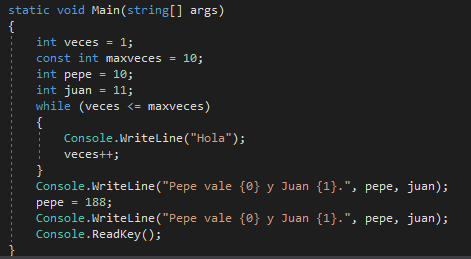 static void Main(string[] args)
{
    int veces = 1;
    const int maxveces = 10;
    int pepe = 10;
    int juan = 11;
    while (veces <= maxveces)
    {
        Console.WriteLine("Hola");
        veces++;
    }
    Console.WriteLine("Pepe vale {0} y Juan {1}.", pepe, juan);
    pepe = 188;
    Console.WriteLine("Pepe vale {0} y Juan {1}.", pepe, juan);
    Console.ReadKey();
}